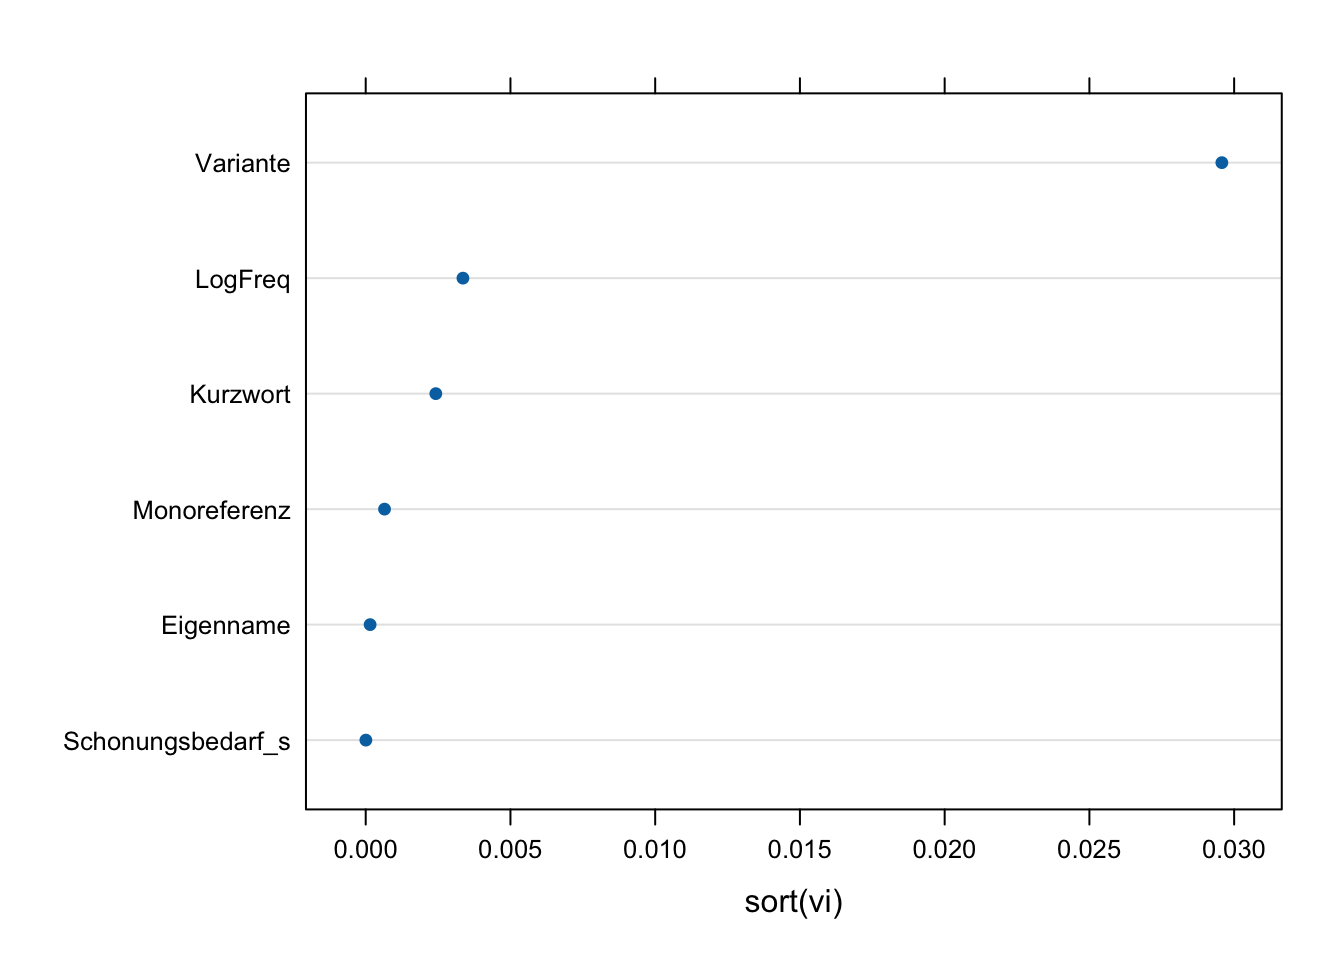 Variante
LogFreq
Kurzwort
Monoreferenz
Eigenname
Schonungsbedarf_s
0.000 0.005 0.010 0.015 0.020 0.025 0.030
sort(vi)